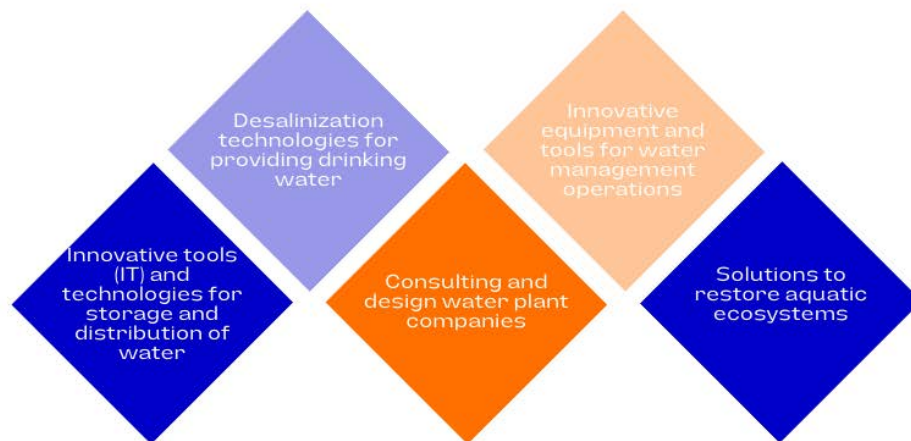 Desalinization
technologies for
providing drinking
water
Innovative
equipment and
tools for water
management
operations
Innovative tools
(IT) and
technologies for
storage and
distribution of
water
Consulting and
design water plant
companies
Solutions to
restore aquatic
ecosystems